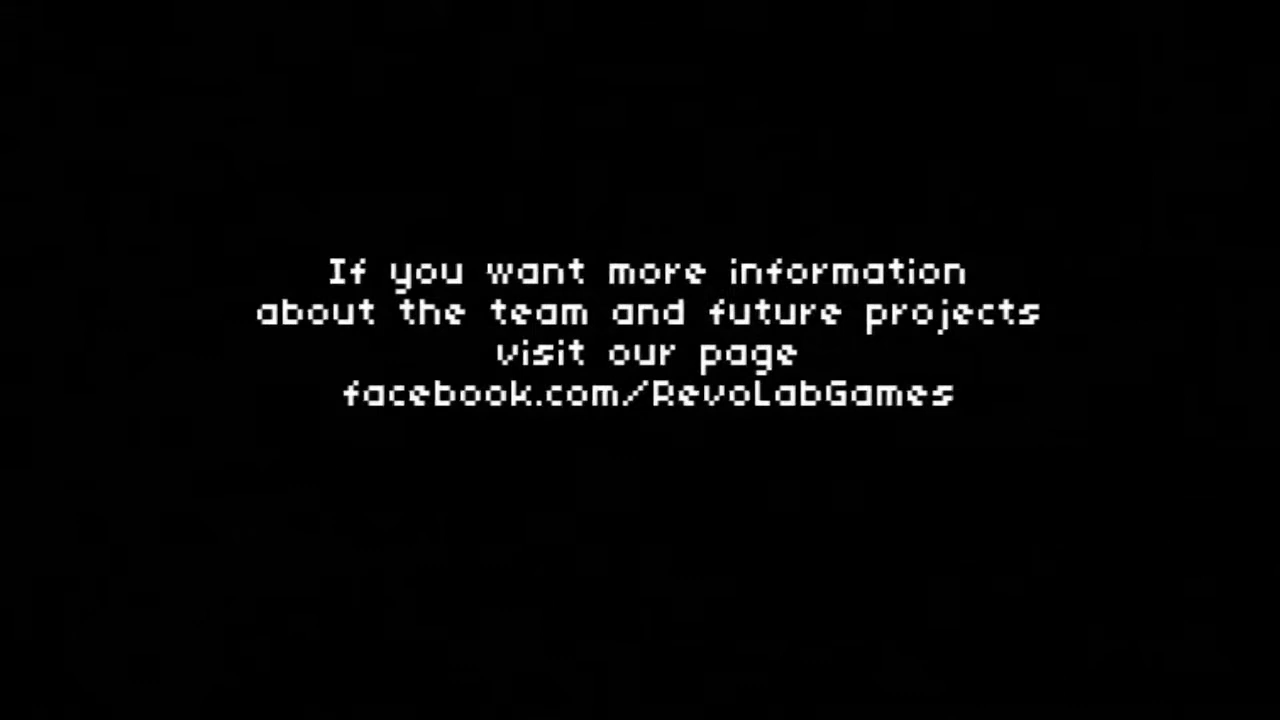 If you want more information
about the team and future projects
visit our page
facebook.com/RevoLabGames